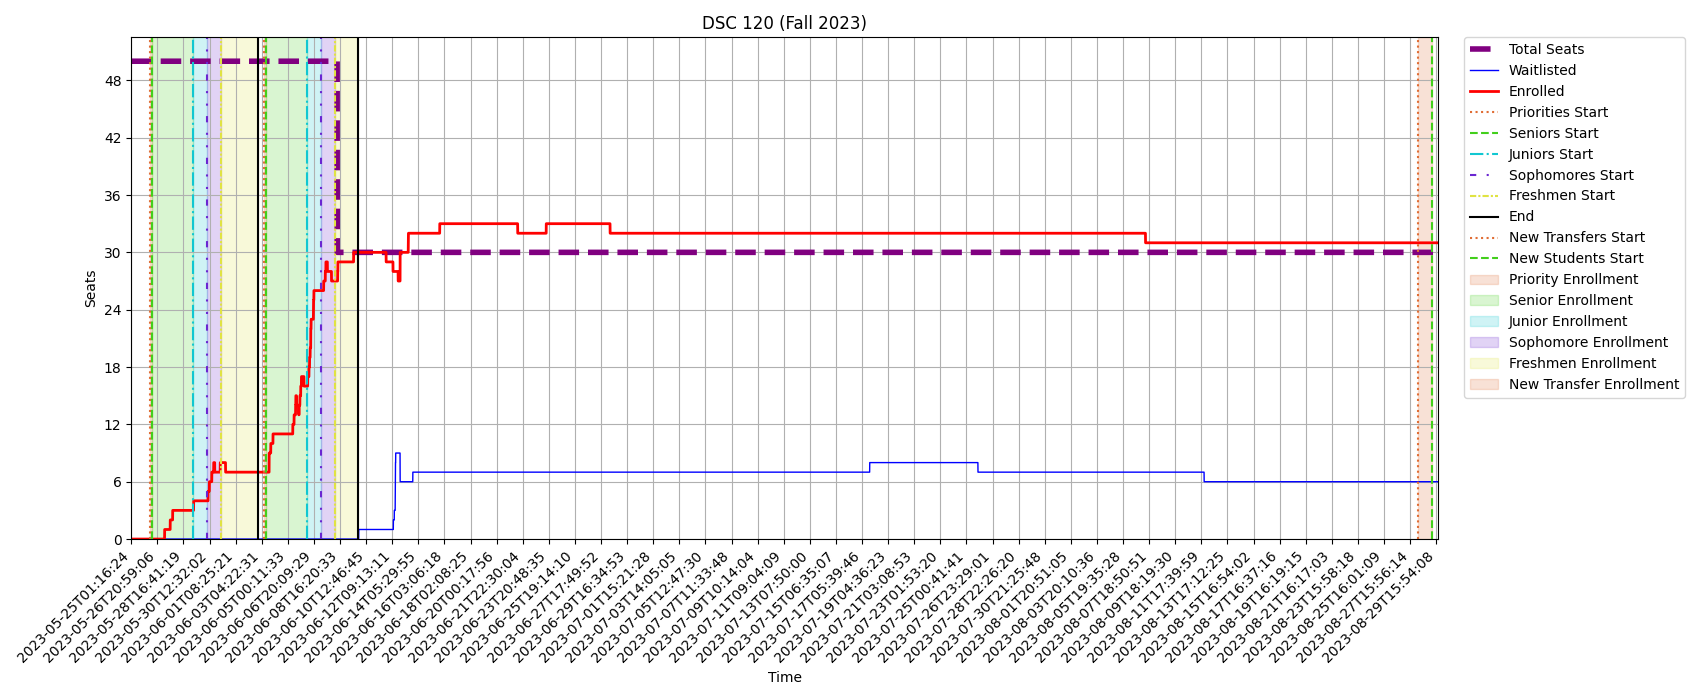 DSC 120 (Fall 2023)
Seats
48
42
36
30
24
18
12
6
0
2023-05-25T01:16:24
2023-05-26T20:59:06
2023-05-28T16:41:19
2023-05-30T12:32:02
2023-06-01T08:25:21
2023-06-03T04:22:31
2023-06-05T00:11:33
2023-06-06T20:09:29
2023-06-08T16:20:33
2023-06-10T12:46:45
2023-06-12T09:13:11
2023-06-14T05:29:55
2023-06-16T03:06:18
2023-06-18T02:08:25
2023-06-20T00:17:56
2023-06-21T22:30:04
2023-06-23T20:48:35
2023-06-25T19:14:10
2023-06-27T17:49:52
2023-06-29T16:34:53
2023-07-01T15:21:28
2023-07-03T14:05:05
2023-07-05T12:47:30
2023-07-07T11:33:48
2023-07-09T10:14:04
2023-07-11T09:04:09
2023-07-13T07:50:00
2023-07-15T06:35:07
2023-07-17T05:39:46
2023-07-19T04:36:23
2023-07-21T03:08:53
2023-07-23T01:53:20
2023-07-25T00:41:41
2023-07-26T23:29:01
2023-07-28T22:26:20
2023-07-30T21:25:48
2023-08-01T20:51:05
2023-08-03T20:10:36
2023-08-05T19:35:28
2023-08-07T18:50:51
2023-08-09T18:19:30
2023-08-11T17:39:59
2023-08-13T17:12:25
2023-08-15T16:54:02
2023-08-17T16:37:16
2023-08-19T16:19:15
2023-08-21T16:17:03
2023-08-23T15:58:18
2023-08-25T16:01:09
2023-08-27T15:56:14
2023-08-29T15:54:08
Time
Total Seats
Waitlisted
Enrolled
Priorities Start
Seniors Start
Juniors Start
Sophomores Start
Freshmen Start
End
New Transfers Start
New Students Start
Priority Enrollment
Senior Enrollment
Junior Enrollment
Sophomore Enrollment
Freshmen Enrollment
New Transfer Enrollment